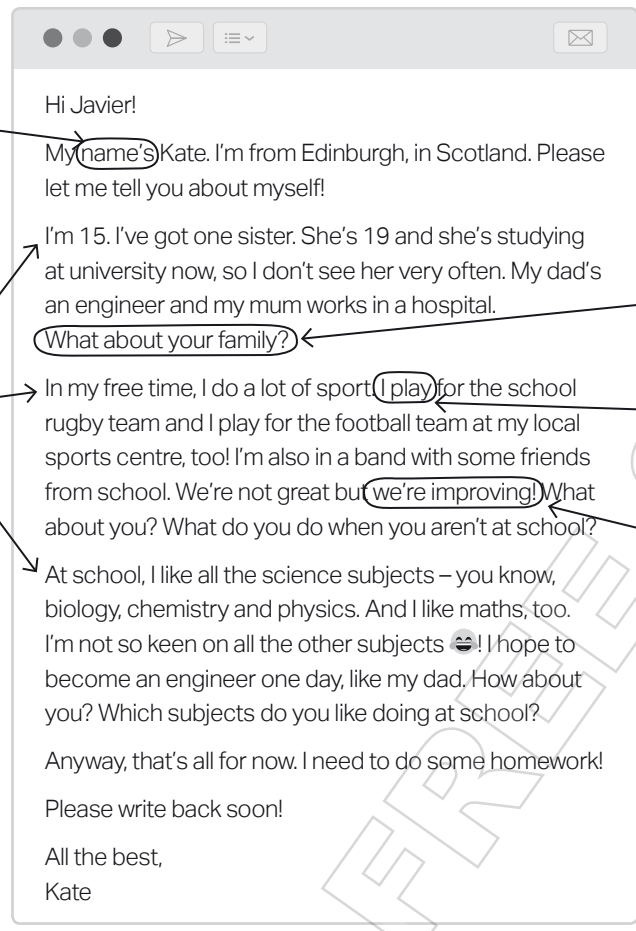 Hi Javier!
My name's Kate. I'm from Edinburgh, in Scotland. Please
let me tell you about myself!
I'm 15. I've got one sister. She's 19 and she's studying
at university now, so I don't see her very often. My dad's
an engineer and my mum works in a hospital.
What about your family?
In my free time, I do a lot of sport. I play for the school
rugby team and I play for the football team at my local
sports centre, too! I'm also in a band with some friends
from school. We're not great but we're improving! What
about you? What do you do when you aren't at school?
At school, I like all the science subjects – you know,
biology, chemistry and physics. And I like maths, too.
I'm not so keen on all the other subjects 😄! I hope to
become an engineer one day, like my dad. How about
you? Which subjects do you like doing at school?
Anyway, that's all for now. I need to do some homework!
Please write back soon!
All the best,
Kate
FREE